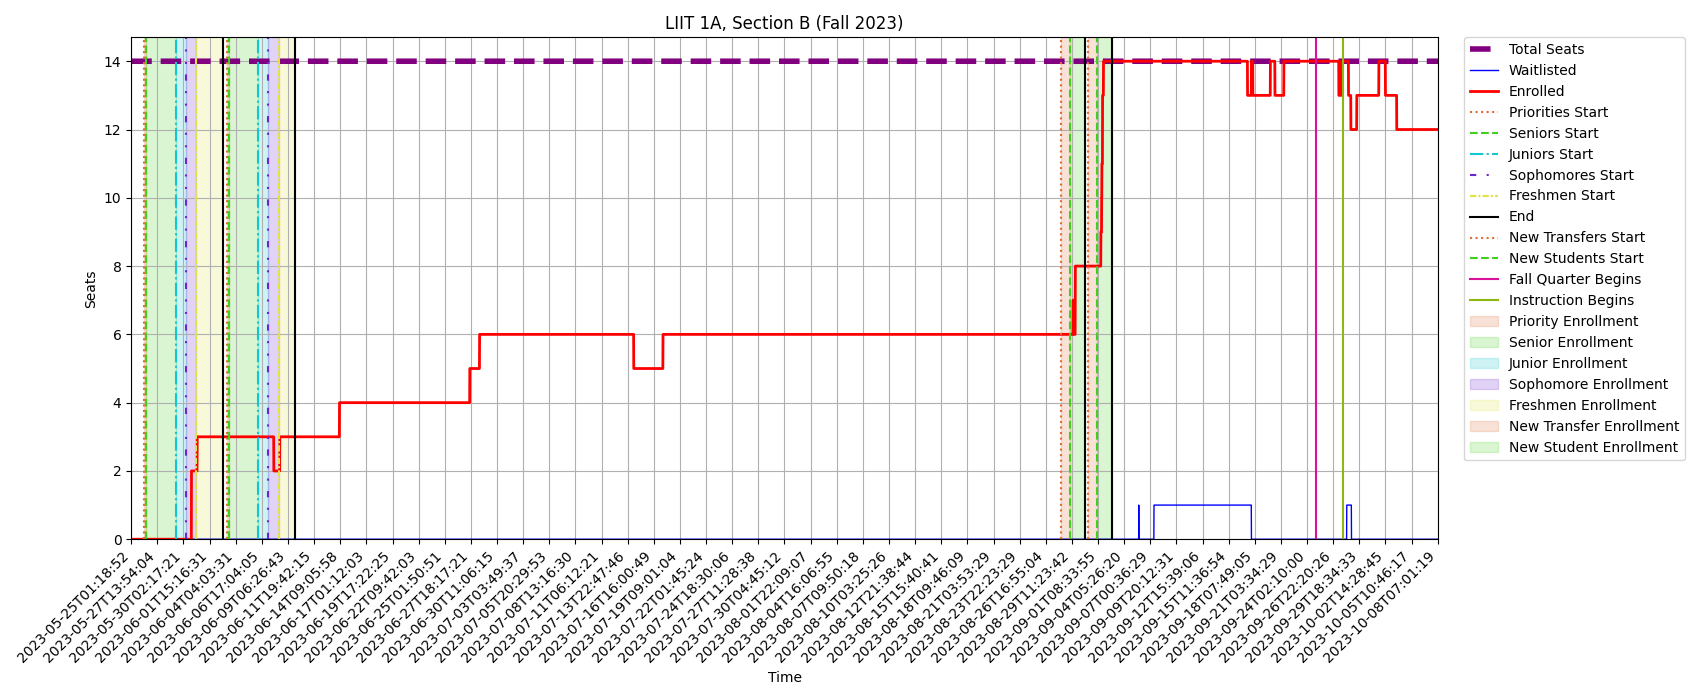 LIIT 1A, Section B (Fall 2023)
Seats
14
12
10
8
6
4
2
0
2023-05-25T01:18:52
2023-05-27T13:54:04
2023-05-30T02:17:21
2023-06-01T15:16:31
2023-06-04T04:03:31
2023-06-06T17:04:05
2023-06-09T06:26:43
2023-06-11T19:42:15
2023-06-14T09:05:58
2023-06-17T01:12:03
2023-06-19T17:22:25
2023-06-22T09:42:03
2023-06-25T01:50:51
2023-06-27T18:17:21
2023-06-30T11:06:15
2023-07-03T03:49:37
2023-07-05T20:29:53
2023-07-08T13:16:30
2023-07-11T06:12:21
2023-07-13T22:47:46
2023-07-16T16:00:49
2023-07-19T09:01:04
2023-07-22T01:45:24
2023-07-24T18:30:06
2023-07-27T11:28:38
2023-07-30T04:45:12
2023-08-01T22:09:07
2023-08-04T16:06:55
2023-08-07T09:50:18
2023-08-10T03:25:26
2023-08-12T21:38:44
2023-08-15T15:40:41
2023-08-18T09:46:09
2023-08-21T03:53:29
2023-08-23T22:23:29
2023-08-26T16:55:04
2023-08-29T11:23:42
2023-09-01T08:33:55
2023-09-04T05:26:20
2023-09-07T00:36:29
2023-09-09T20:12:31
2023-09-12T15:39:06
2023-09-15T11:36:54
2023-09-18T07:49:05
2023-09-21T03:34:29
2023-09-24T02:10:00
2023-09-26T22:20:26
2023-09-29T18:34:33
2023-10-02T14:28:45
2023-10-05T10:46:17
2023-10-08T07:01:19
Time
Total Seats
Waitlisted
Enrolled
Priorities Start
Seniors Start
Juniors Start
Sophomores Start
Freshmen Start
End
New Transfers Start
New Students Start
Fall Quarter Begins
Instruction Begins
Priority Enrollment
Senior Enrollment
Junior Enrollment
Sophomore Enrollment
Freshmen Enrollment
New Transfer Enrollment
New Student Enrollment